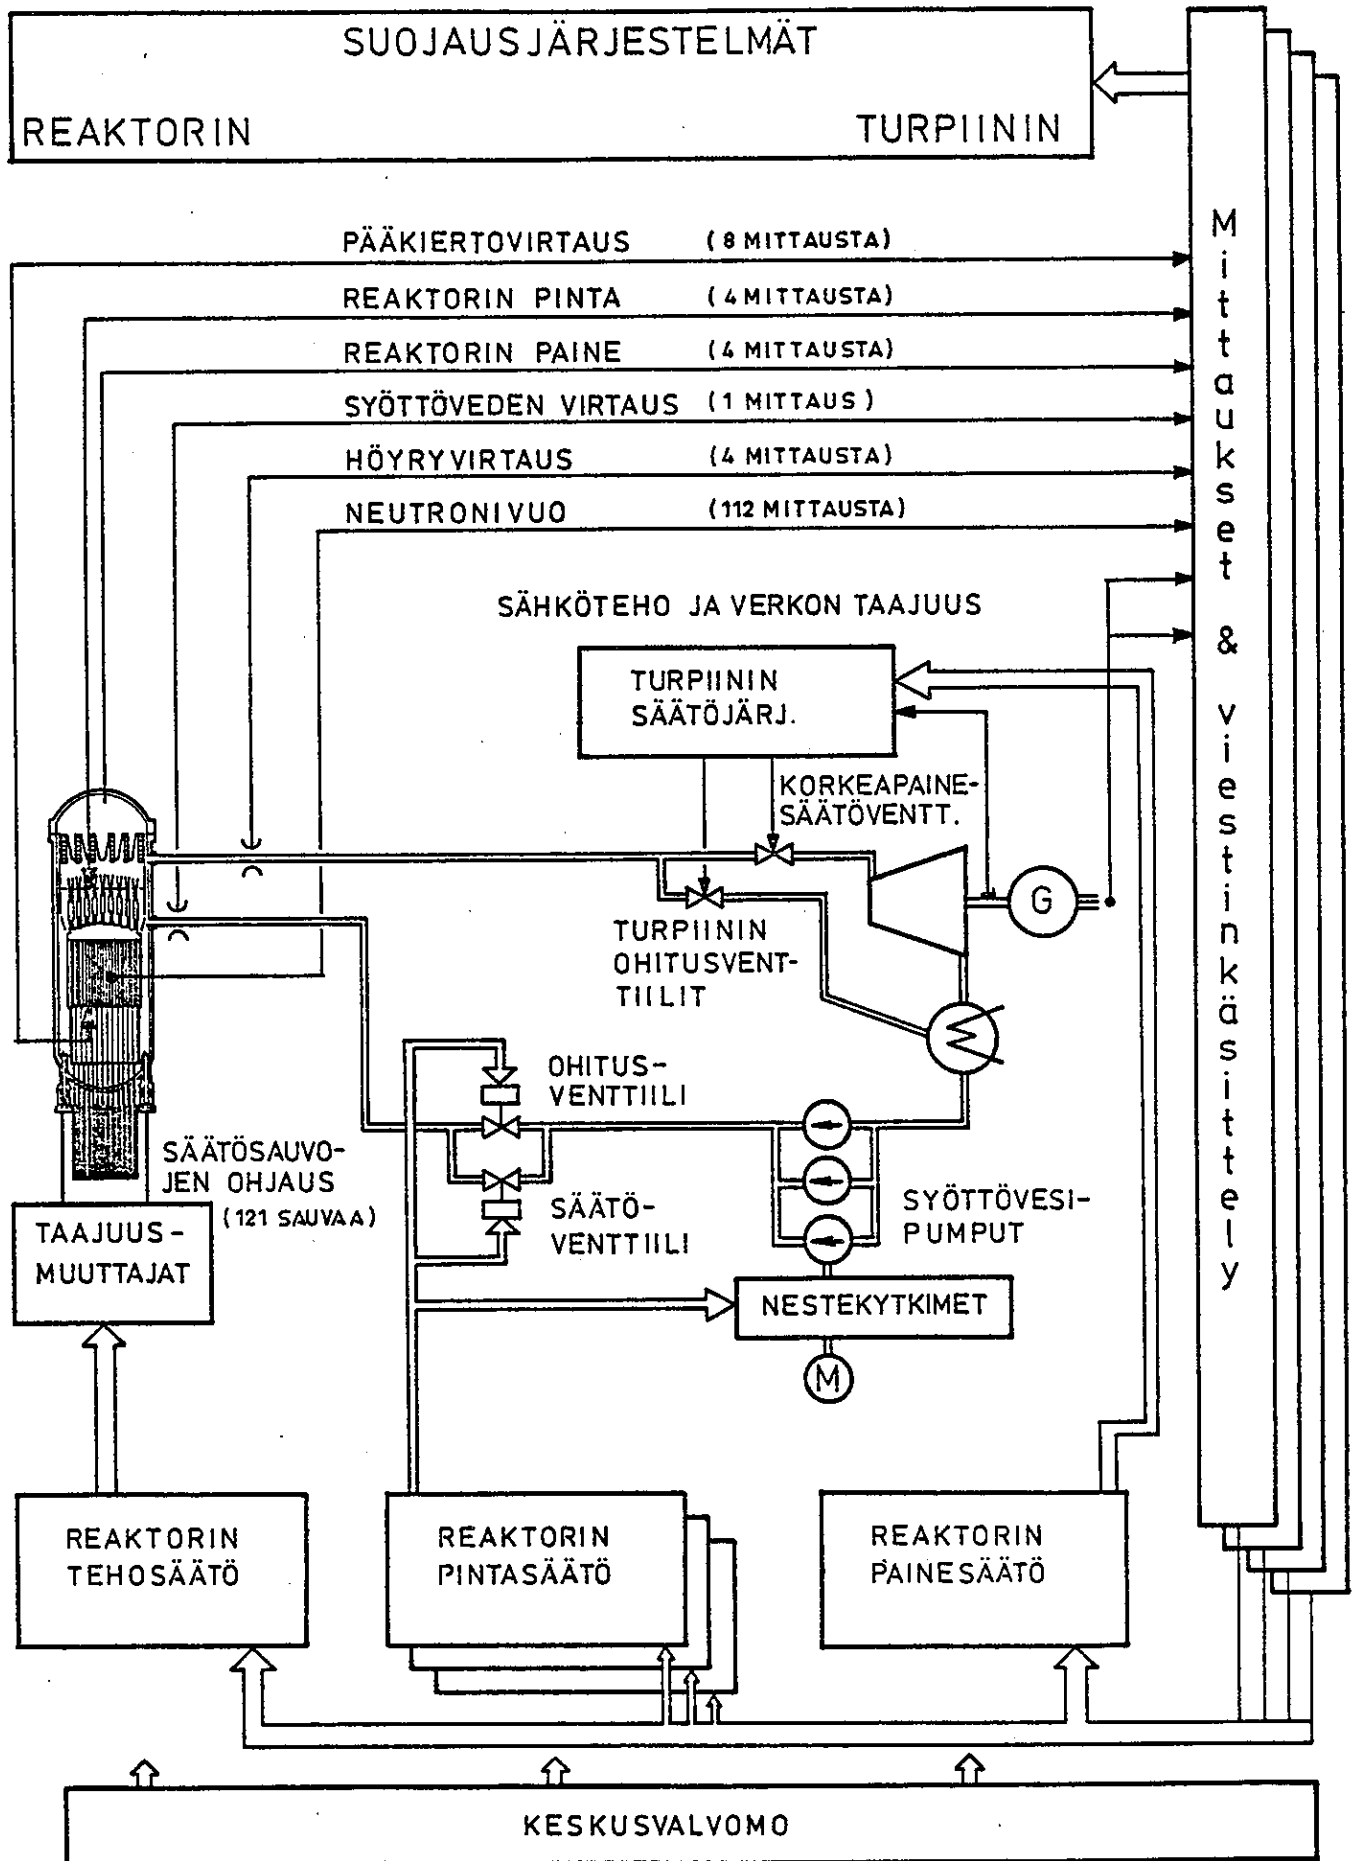 SUOJAUSJÄRJESTELMÄT
REAKTORIN TURPIININ
PÄÄKIERTOVIRTAUS (8 MITTAUSTA)
REAKTORIN PINTA (4 MITTAUSTA)
REAKTORIN PAINE (4 MITTAUSTA)
SYÖTTÖVEDEN VIRTAUS (1 MITTAUS)
HÖYRYVIRTAUS (4 MITTAUSTA)
NEUTRONIVUO (112 MITTAUSTA)
Mittaukset & viestinkäsittely
SÄHKÖTEHO JA VERKON TAAJUUS
TURPIININ
SÄÄTÖJÄRJ.
KORKEAPAINE-
SÄÄTÖVENTT.
G
TURPIININ
OHITUSVENT-
TIILIT
OHITUS-
VENTTIILI
SÄÄTÖSAUVO-
JEN OHJAUS
(121 SAUVAA)
SÄÄTÖ-
VENTTIILI
SYÖTTÖVESI-
PUMPUT
TAAJUUS-
MUUTTAJAT
NESTEKYTKIMET
M
REAKTORIN
TEHOSÄÄTÖ
REAKTORIN
PINTASÄÄTÖ
REAKTORIN
PAINESÄÄTÖ
KESKUSVALVOMO